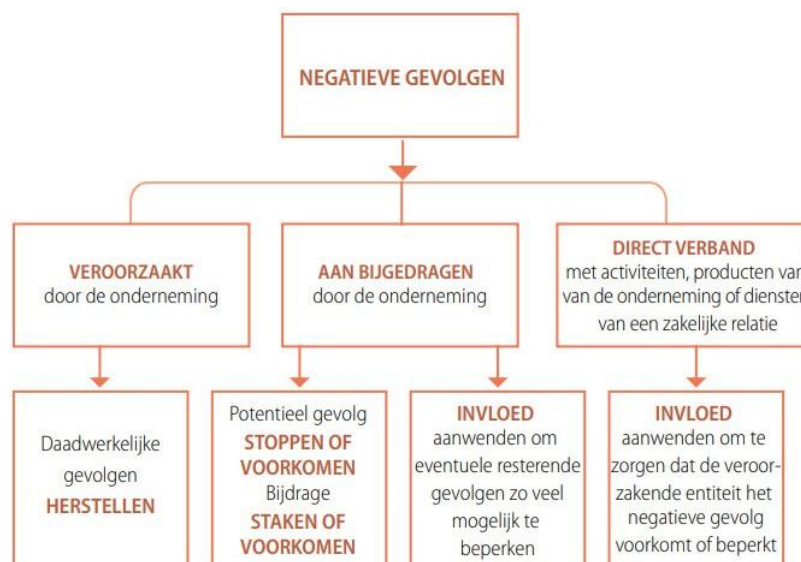 NEGATIEVE GEVOLGEN
VEROORZAAKT
door de onderneming
AAN BIJGEDRAGEN
door de onderneming
DIRECT VERBAND
met activiteiten, producten van
van de onderneming of diensten
van een zakelijke relatie
Daadwerkelijke
gevolgen
HERSTELLEN
Potentieel gevolg
STOPPEN OF
VOORKOMEN
Bijdrage
STAKEN OF
VOORKOMEN
INVLOED
aanwenden om
eventuele resterende
gevolgen zo veel
mogelijk te
beperken
INVLOED
aanwenden om te
zorgen dat de veroor-
zakende entiteit het
negatieve gevolg
voorkomt of beperkt